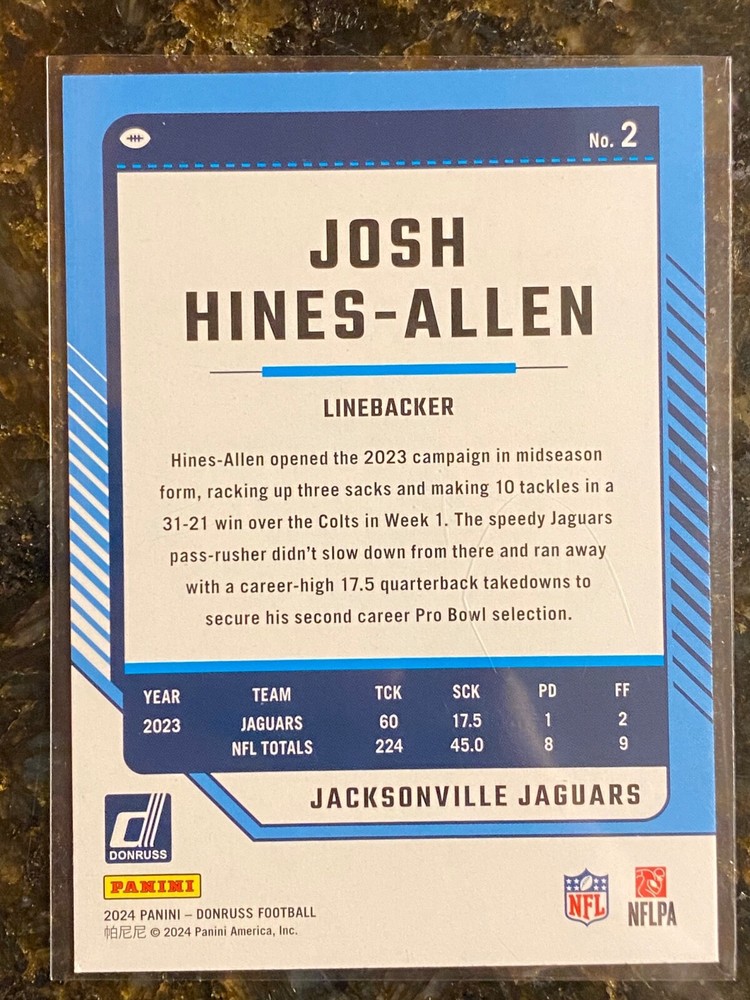 No. 2
JOSH
HINES-ALLEN
LINEBACKER
Hines-Allen opened the 2023 campaign in midseason
form, racking up three sacks and making 10 tackles in a
31-21 win over the Colts in Week 1. The speedy Jaguars
pass-rusher didn't slow down from there and ran away
with a career-high 17.5 quarterback takedowns to
secure his second career Pro Bowl selection.
YEAR TEAM TCK SCK PD FF
2023 JAGUARS 60 17.5 1 2
NFL TOTALS 224 45.0 8 9
JACKSONVILLE JAGUARS
d
DONRUSS
PANINI
2024 PANINI – DONRUSS FOOTBALL
帕尼尼 © 2024 Panini America, Inc.
NFL
NFLPA